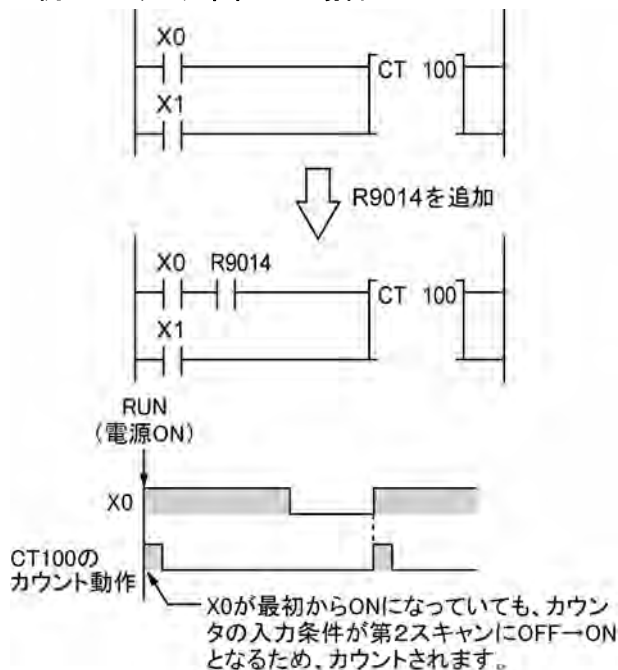 X0
CT 100
X1
R9014を追加
X0 R9014
CT 100
X1
RUN
(電源ON)
X0
CT100の
カウント動作
X0が最初からONになっていても、カウン
タの入力条件が第2スキャンにOFF→ON
となるため、カウントされます。